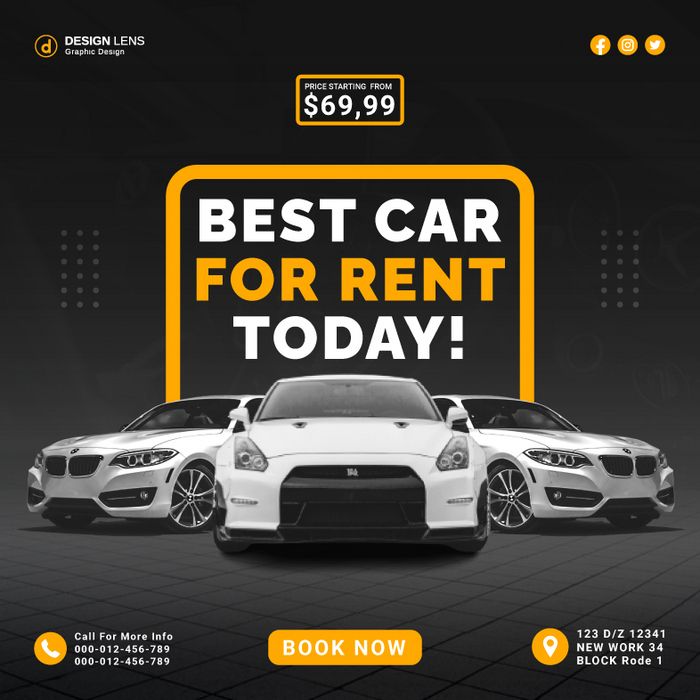 DESIGN LENS
Graphic Design
PRICE STARTING FROM
$69,99
BEST CAR
FOR RENT
TODAY!
Call For More Info
000-012-456-789
000-012-456-789
BOOK NOW
123 D/Z 12341
NEW WORK 34
BLOCK Rode 1